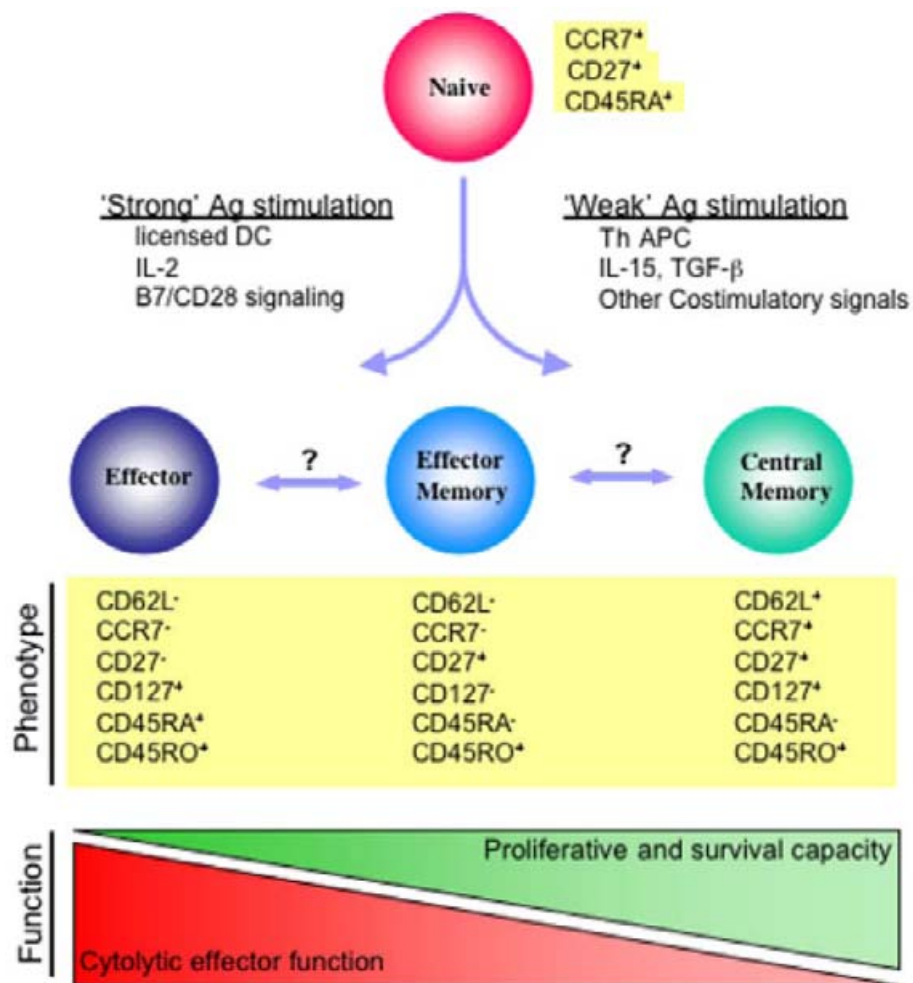 Naive
CCR7⁺
CD27⁺
CD45RA⁺
'Strong' Ag stimulation
licensed DC
IL-2
B7/CD28 signaling
'Weak' Ag stimulation
Th APC
IL-15, TGF-β
Other Costimulatory signals
Effector
?
Effector
Memory
?
Central
Memory
Phenotype
CD62L⁻
CCR7⁻
CD27⁻
CD127⁺
CD45RA⁺
CD45RO⁺
CD62L⁻
CCR7⁻
CD27⁺
CD127⁻
CD45RA⁻
CD45RO⁺
CD62L⁺
CCR7⁺
CD27⁺
CD127⁺
CD45RA⁻
CD45RO⁺
Function
Proliferative and survival capacity
Cytolytic effector function